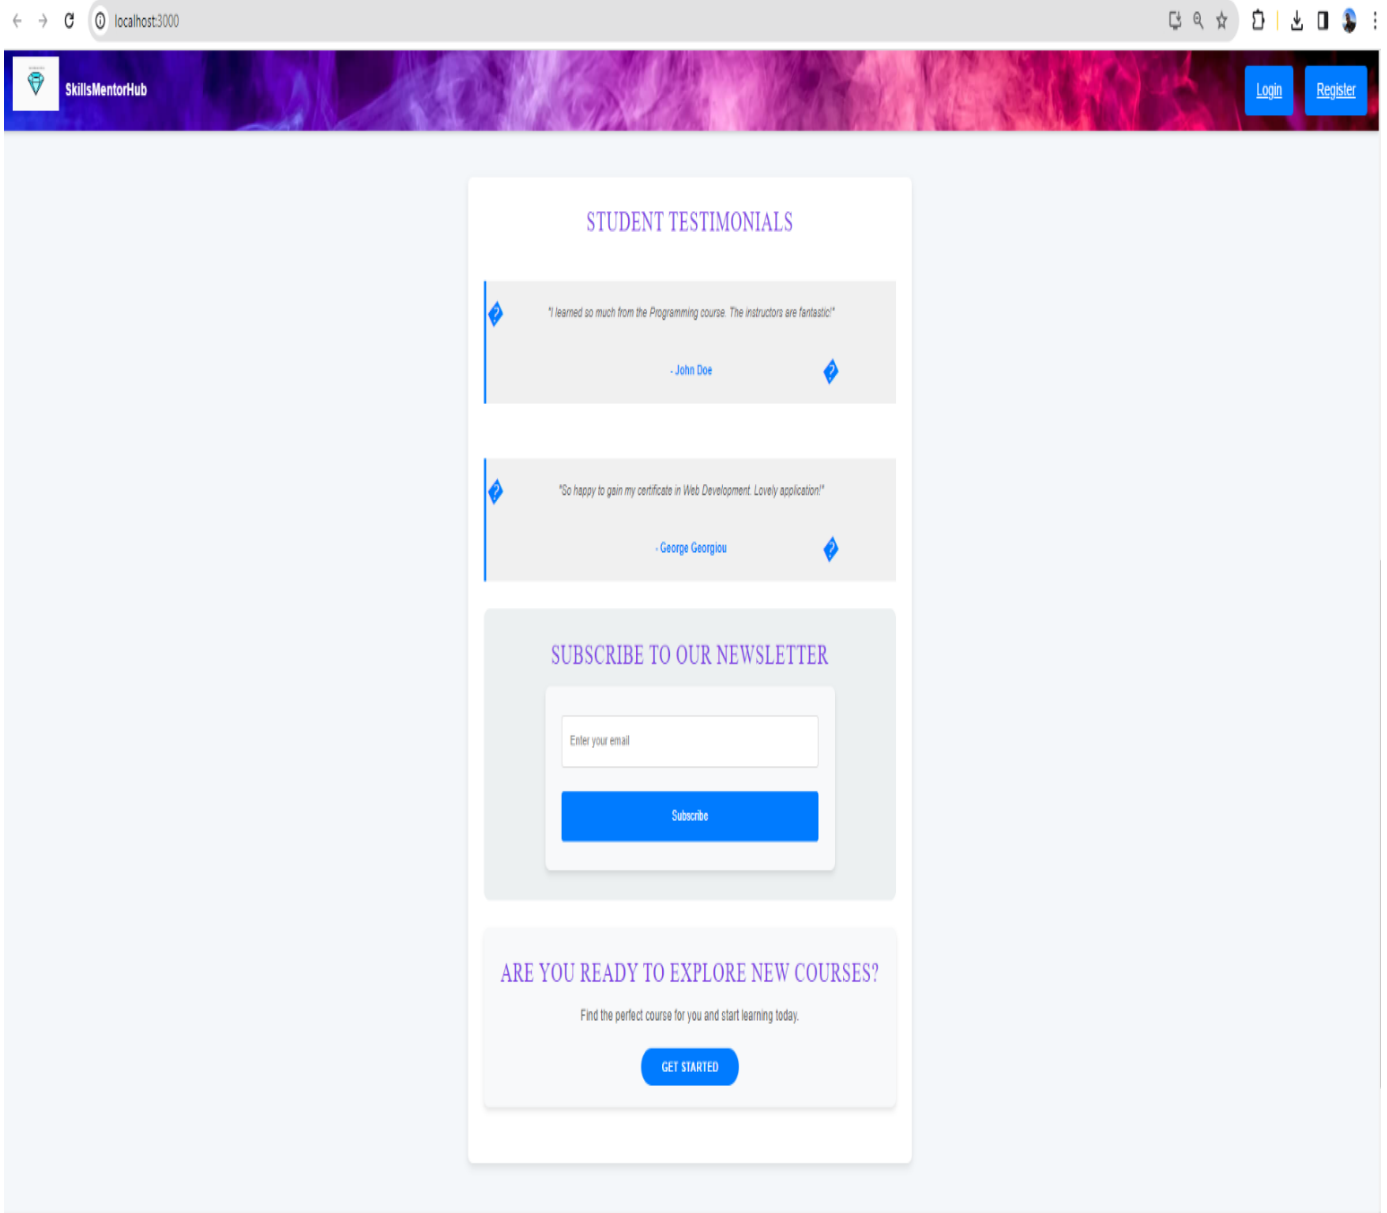 localhost:3000
SkillsMentorHub
Login
Register
STUDENT TESTIMONIALS
�
"I learned so much from the Programming course. The instructors are fantastic!"
- John Doe
�
�
"So happy to gain my certificate in Web Development. Lovely application!"
- George Georgiou
�
SUBSCRIBE TO OUR NEWSLETTER
Enter your email
Subscribe
ARE YOU READY TO EXPLORE NEW COURSES?
Find the perfect course for you and start learning today.
GET STARTED